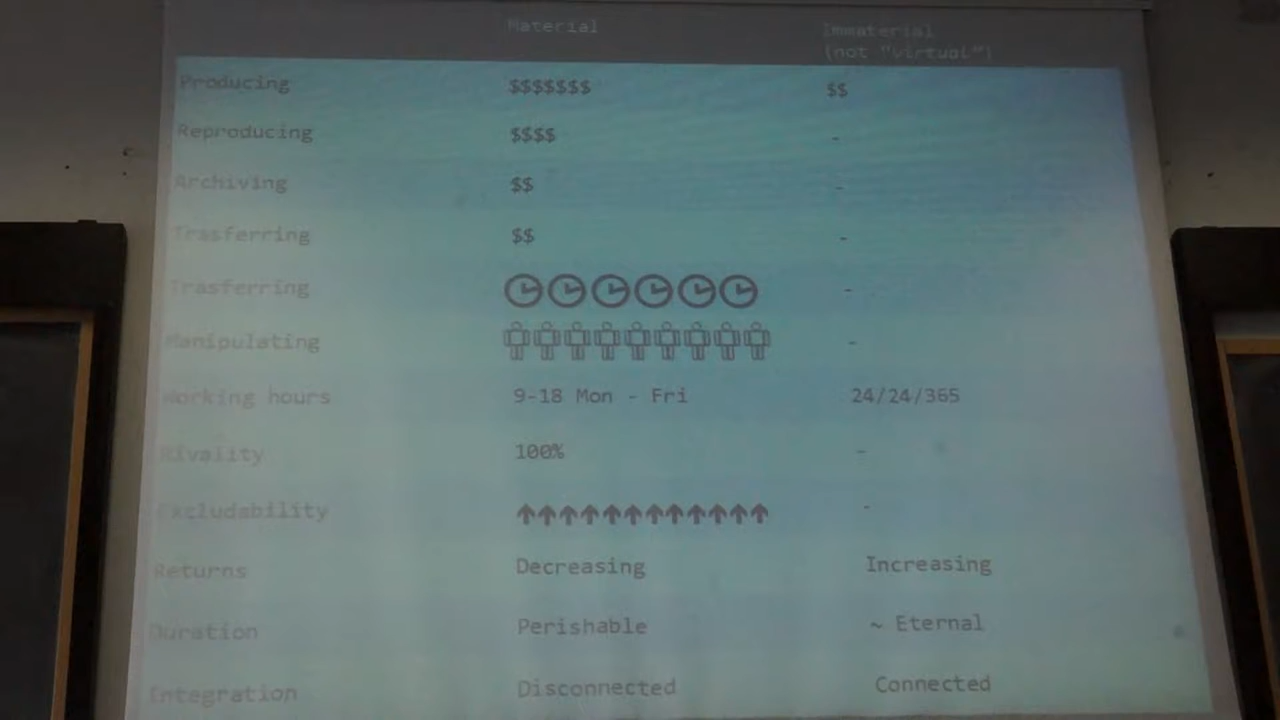 Material Immaterial
(not "virtual")
Producing $$$$$$$ $$
Reproducing $$$$ -
Archiving $$ -
Trasferring $$ -
Trasferring -
Manipulating -
Working hours 9-18 Mon - Fri 24/24/365
Rivality 100% -
Excludability ↑↑↑↑↑↑↑↑↑↑↑↑ -
Returns Decreasing Increasing
Duration Perishable ~ Eternal
Integration Disconnected Connected